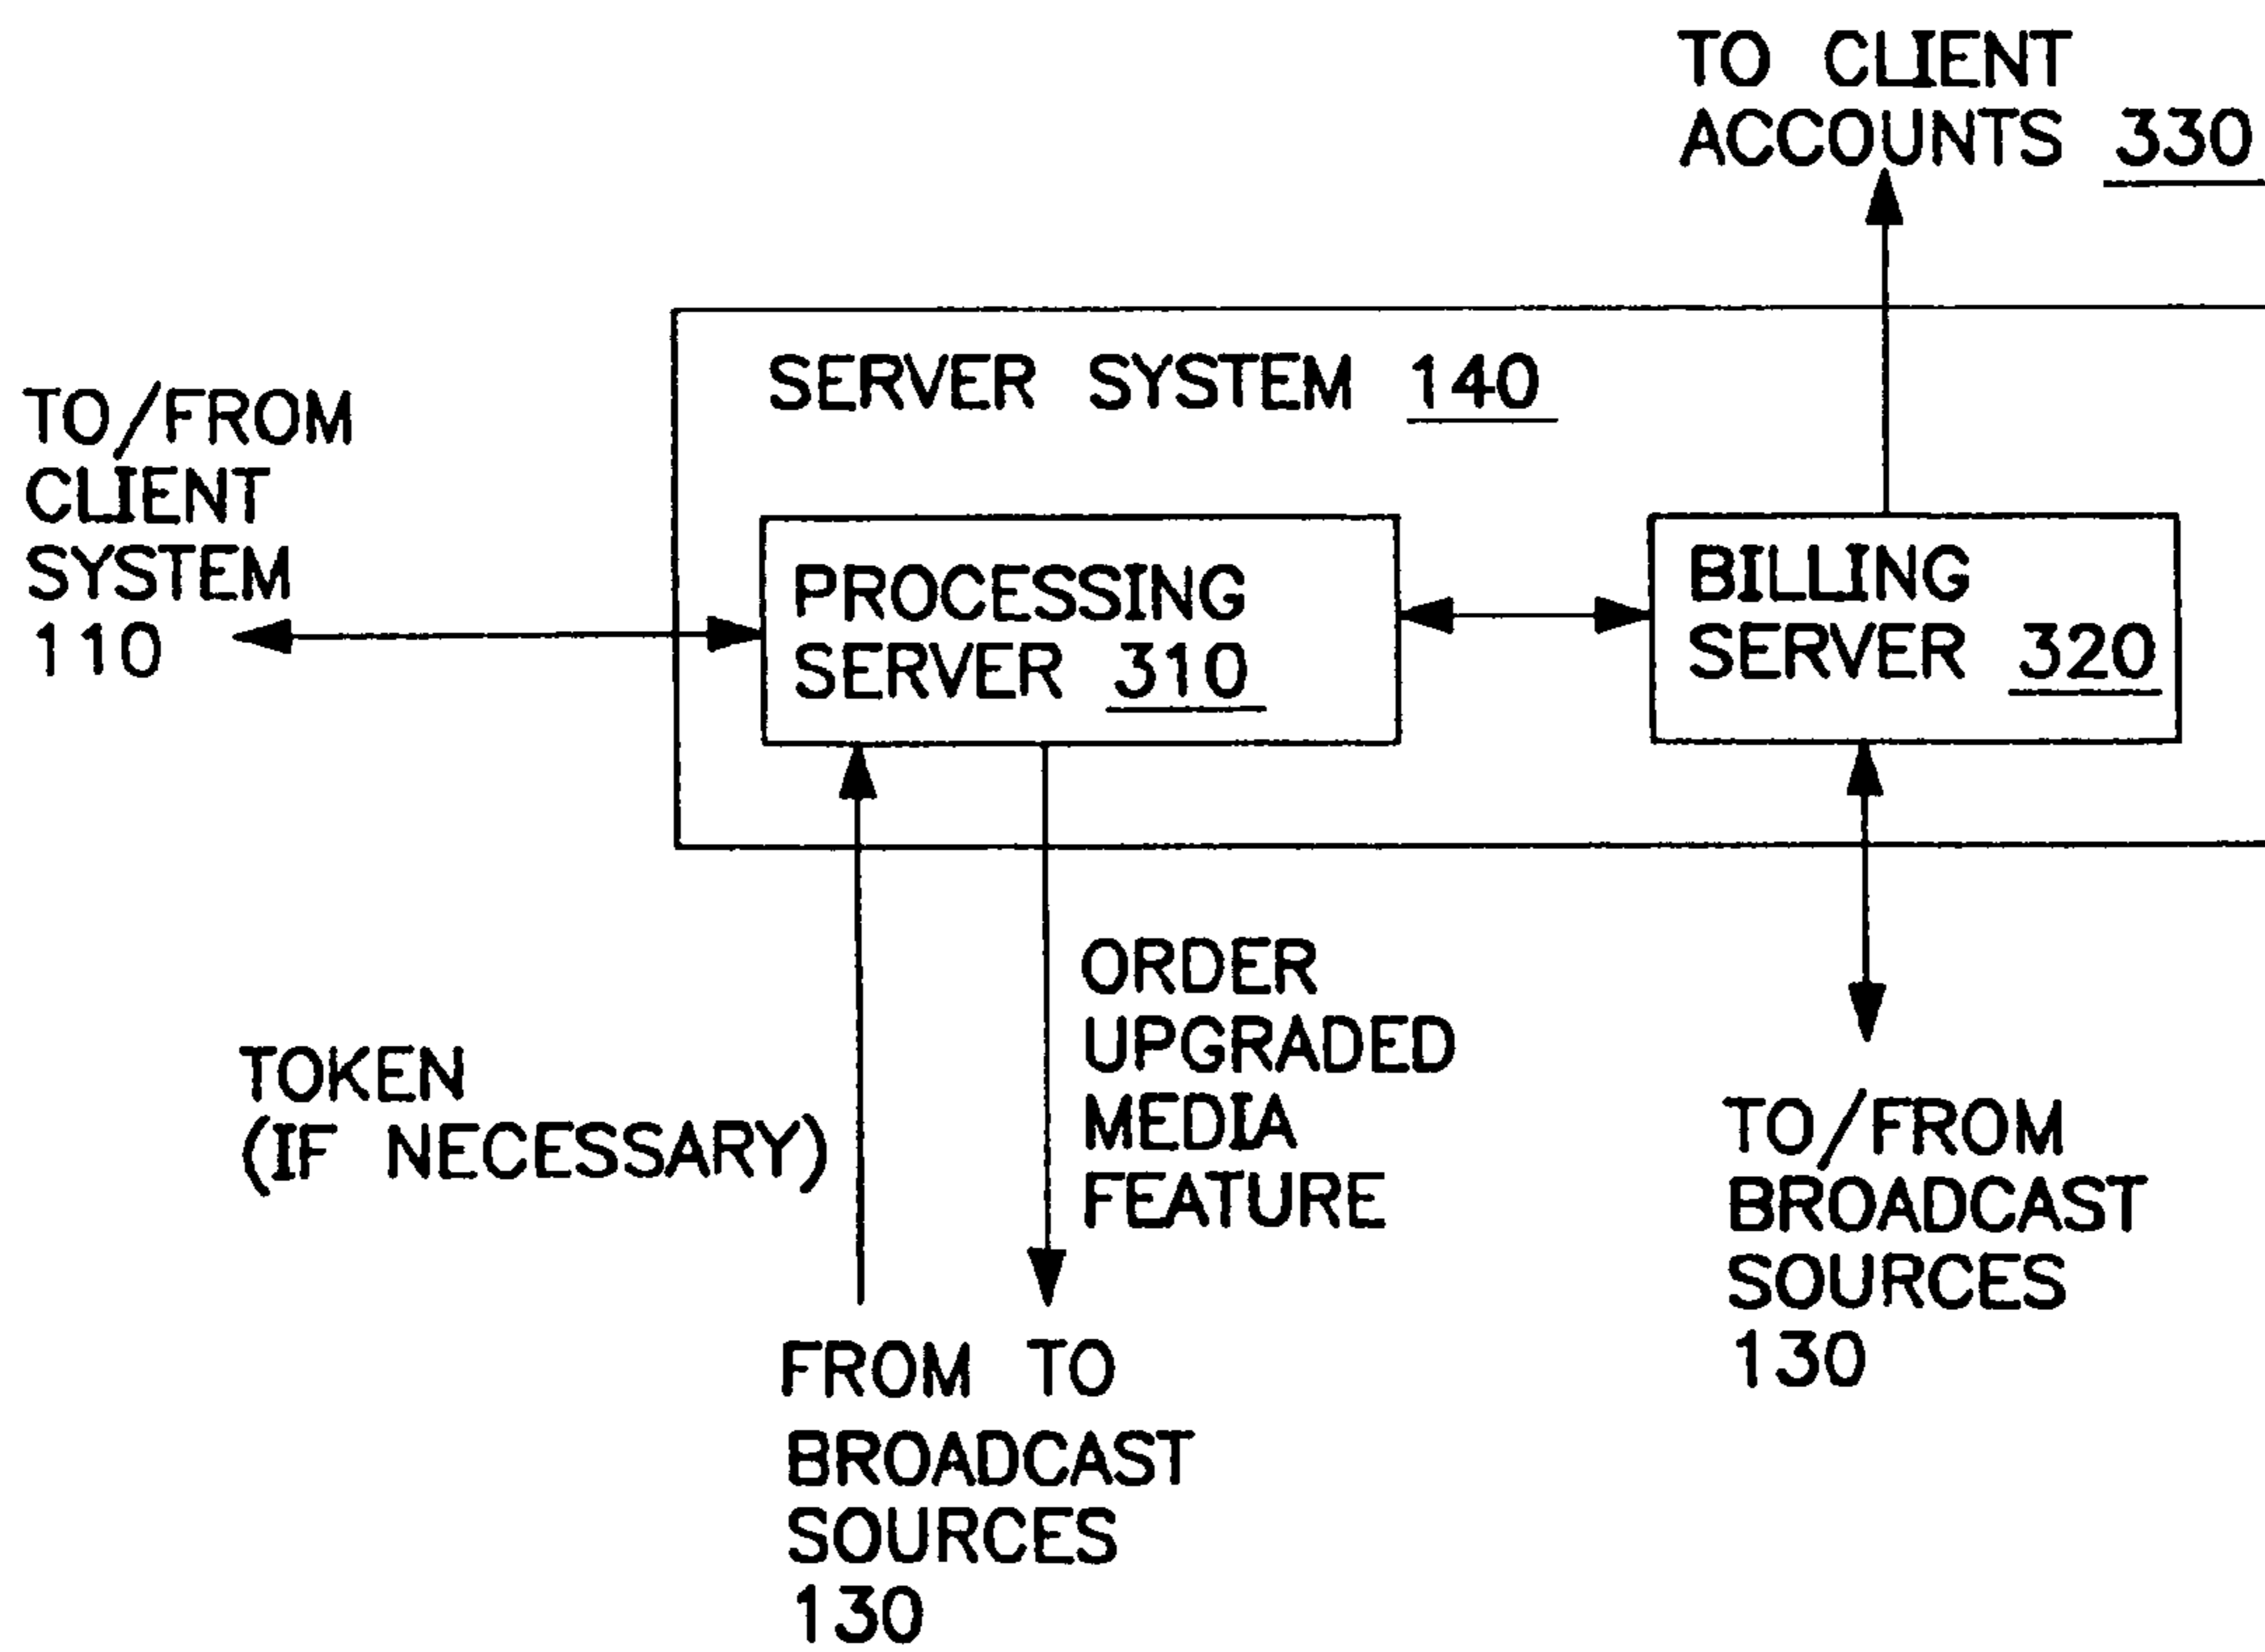 TO CLIENT
ACCOUNTS 330
SERVER SYSTEM 140
TO/FROM
CLIENT
SYSTEM
110
PROCESSING
SERVER 310
BILLING
SERVER 320
TOKEN
(IF NECESSARY)
ORDER
UPGRADED
MEDIA
FEATURE
FROM TO
BROADCAST
SOURCES
130
TO/FROM
BROADCAST
SOURCES
130